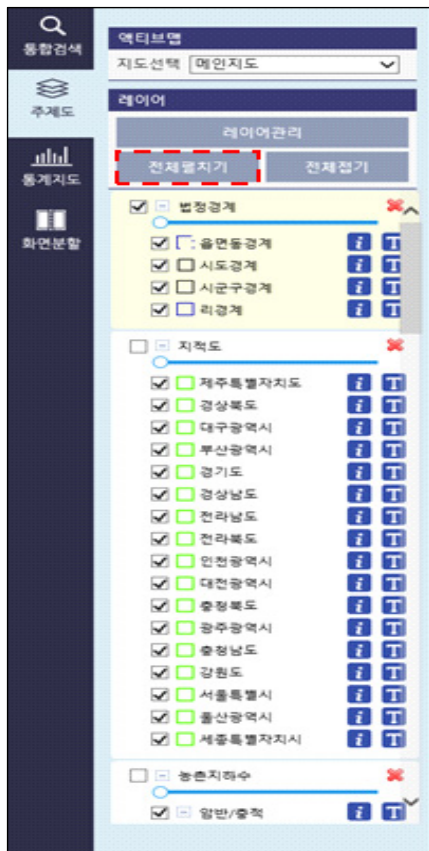 통합검색
주제도
통계지도
화면분할
액티브맵
지도선택 메인지도
레이어
레이어관리
전체펼치기 전체접기
법정경계
읍면동경계 i T
시도경계 i T
시군구경계 i T
리경계 i T
지적도
제주특별자치도 i T
경상북도 i T
대구광역시 i T
부산광역시 i T
경기도 i T
경상남도 i T
전라남도 i T
전라북도 i T
인천광역시 i T
대전광역시 i T
충청북도 i T
광주광역시 i T
충청남도 i T
강원도 i T
서울특별시 i T
울산광역시 i T
세종특별자치시 i T
농촌지하수
암반/충적 i T